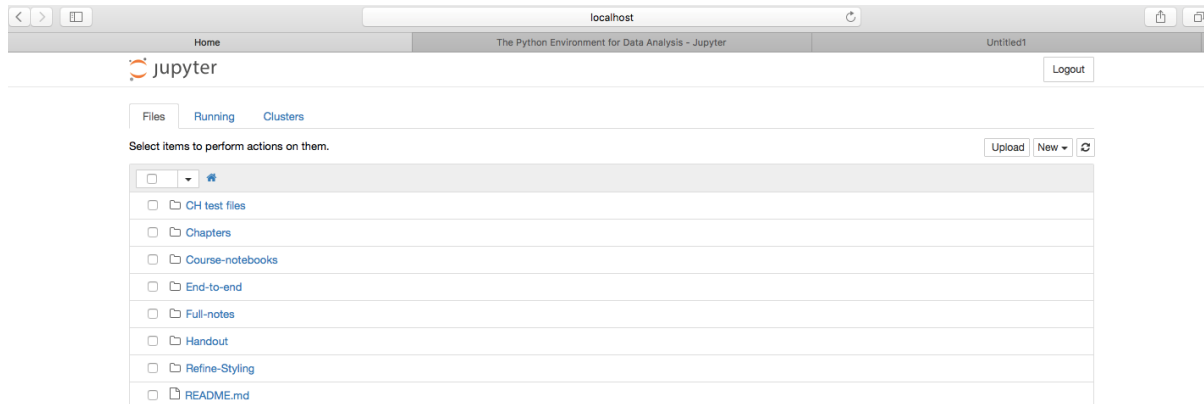 localhost
Home The Python Environment for Data Analysis - Jupyter Untitled1
jupyter Logout
Files Running Clusters
Select items to perform actions on them. Upload New
CH test files
Chapters
Course-notebooks
End-to-end
Full-notes
Handout
Refine-Styling
README.md